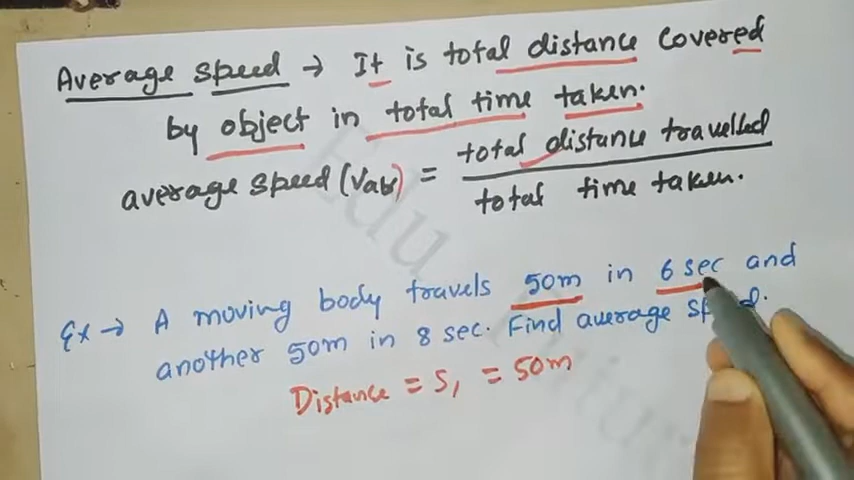 Average speed → It is total distance covered
by object in total time taken.
average speed (Vav) = total distance travelled
total time taken.
Ex → A moving body travels 50m in 6 sec and
another 50m in 8 sec. Find average
Distance = S₁ = 50m
Edu